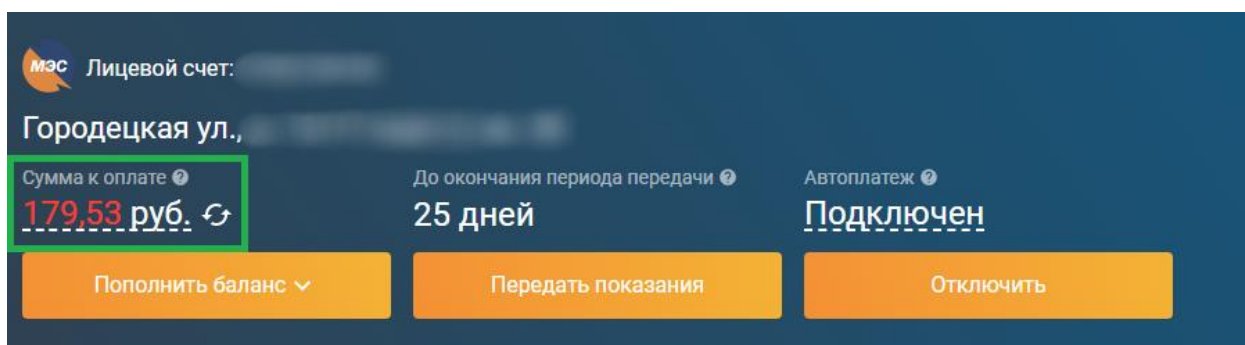 МЭС Лицевой счет:
Городецкая ул.,
Сумма к оплате ? До окончания периода передачи ? Автоплатеж ?
179,53 руб. 25 дней Подключен
Пополнить баланс Передать показания Отключить